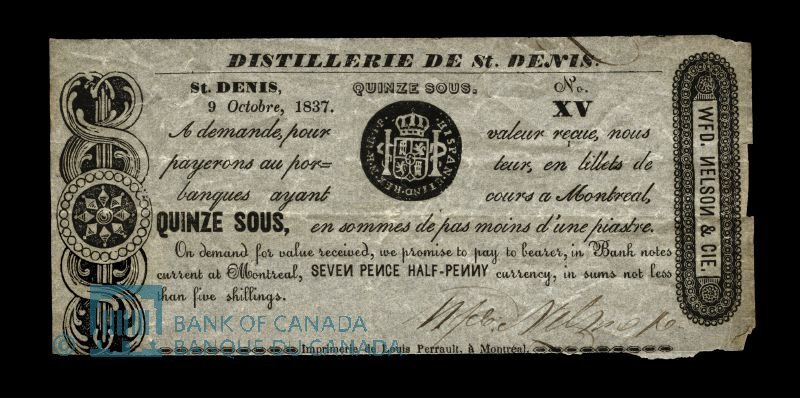 DISTILLERIE DE St. DENIS.
St. DENIS, QUINZE SOUS. No.
9 Octobre, 1837. XV
A demande, pour valeur reçue, nous
payerons au por- teur, en billets de
banques ayant cours a Montreal,
QUINZE SOUS, en sommes de pas moins d'une piastre.
On demand for value received, we promise to pay to bearer, in Bank notes
current at Montreal, SEVEN PENCE HALF-PENNY currency, in sums not less
than five shillings.
Wfd. Nelson & Co
Imprimerie de Louis Perrault, à Montréal.
WFD. NELSON & CIE.
© BANK OF CANADA
BANQUE DU CANADA